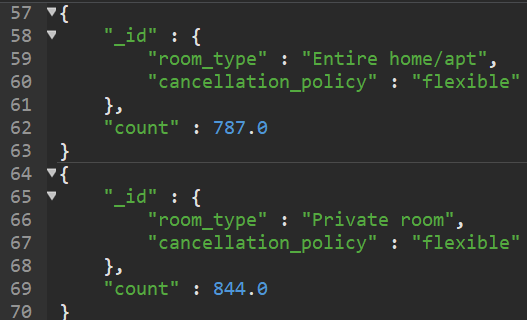 57 {
58 "_id" : {
59 "room_type" : "Entire home/apt",
60 "cancellation_policy" : "flexible"
61 },
62 "count" : 787.0
63 }
64 {
65 "_id" : {
66 "room_type" : "Private room",
67 "cancellation_policy" : "flexible"
68 },
69 "count" : 844.0
70 }